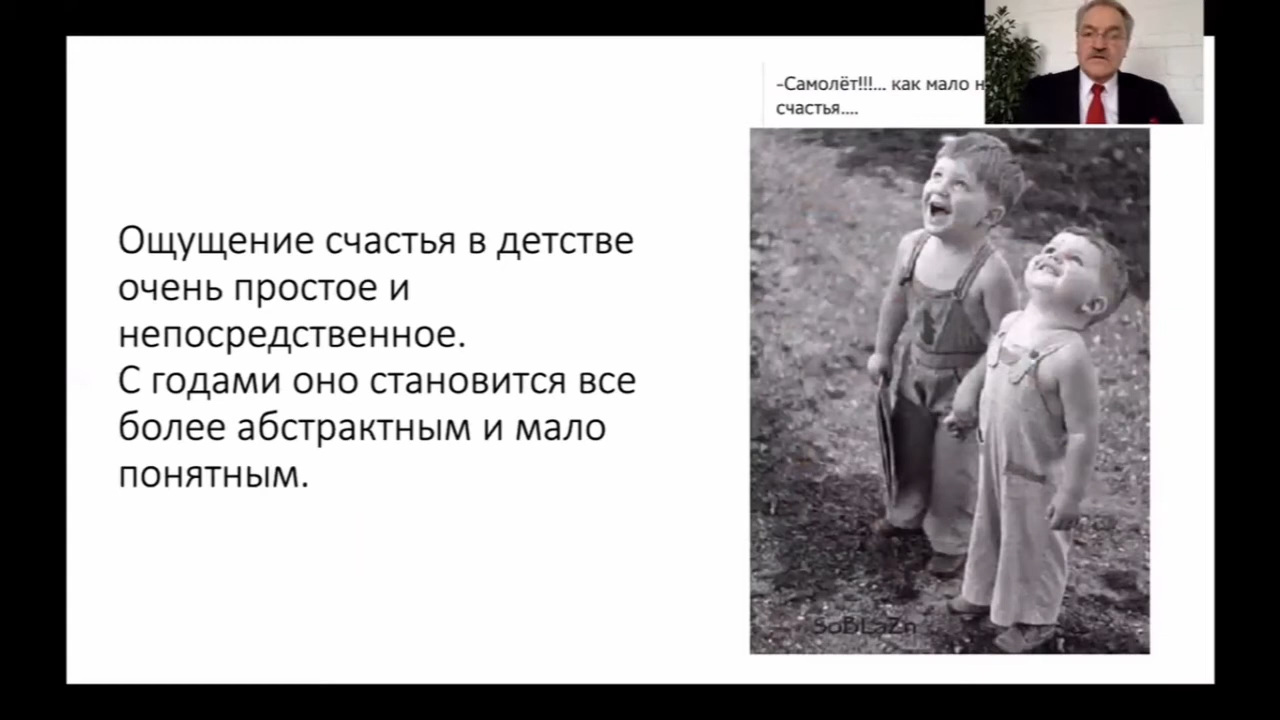 -Самолёт!!!... как мало
счастья....
Ощущение счастья в детстве
очень простое и
непосредственное.
С годами оно становится все
более абстрактным и мало
понятным.
SoBLaZn